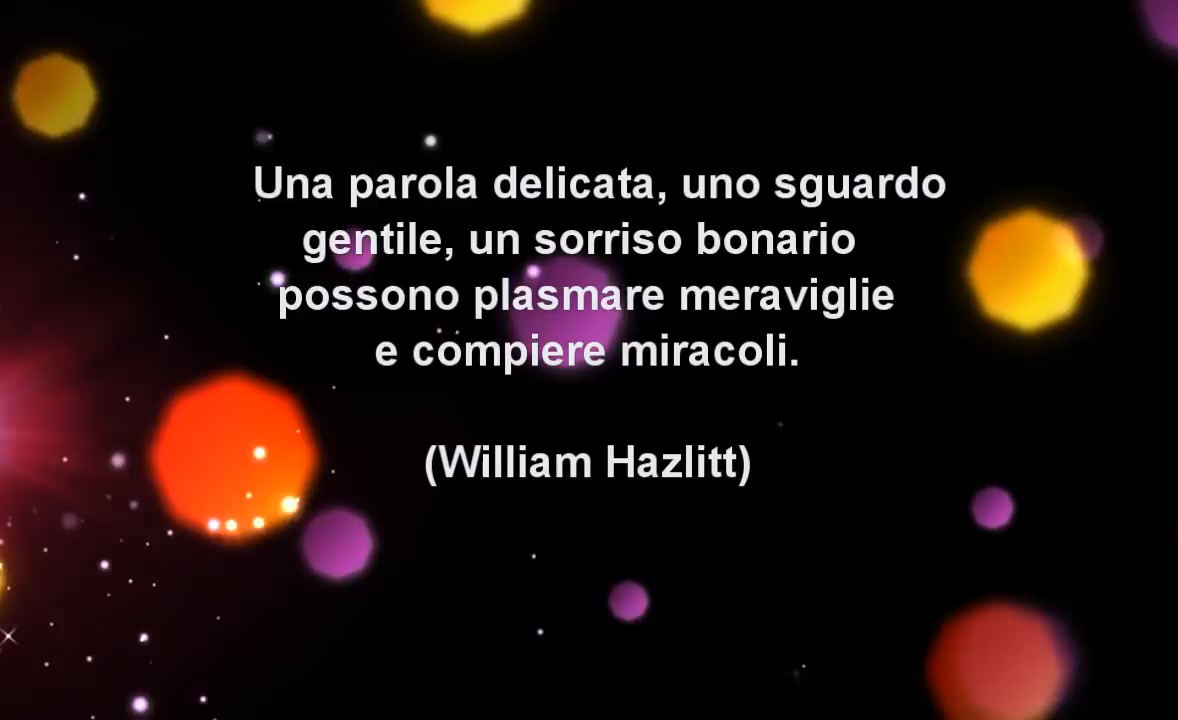 Una parola delicata, uno sguardo
gentile, un sorriso bonario
possono plasmare meraviglie
e compiere miracoli.
(William Hazlitt)